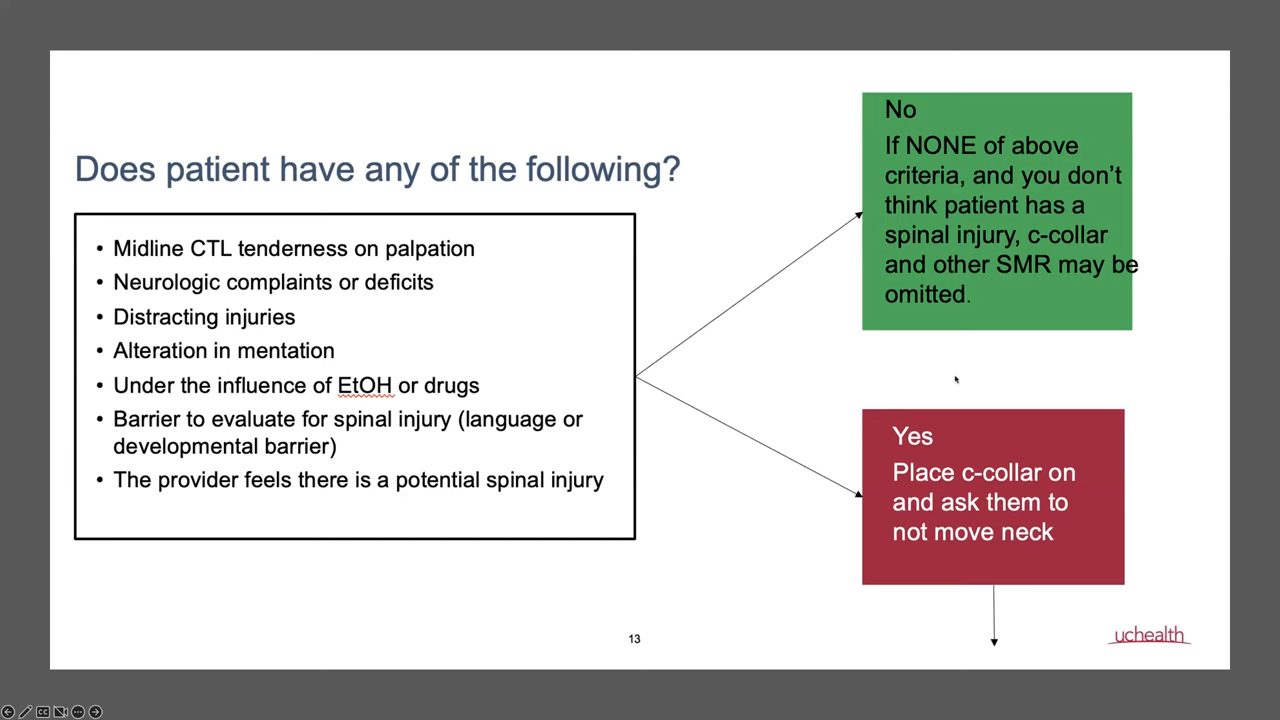 Does patient have any of the following?
• Midline CTL tenderness on palpation
• Neurologic complaints or deficits
• Distracting injuries
• Alteration in mentation
• Under the influence of EtOH or drugs
• Barrier to evaluate for spinal injury (language or
developmental barrier)
• The provider feels there is a potential spinal injury
No
If NONE of above
criteria, and you don't
think patient has a
spinal injury, c-collar
and other SMR may be
omitted.
Yes
Place c-collar on
and ask them to
not move neck
13
uchealth